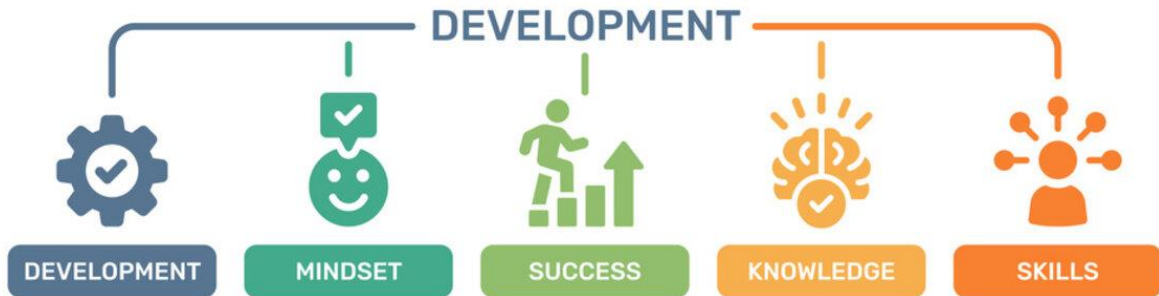 DEVELOPMENT
DEVELOPMENT
MINDSET
SUCCESS
KNOWLEDGE
SKILLS